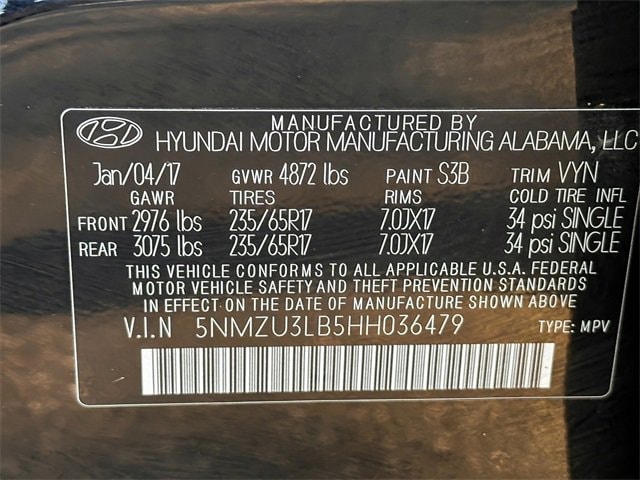 MANUFACTURED BY
HYUNDAI MOTOR MANUFACTURING ALABAMA, LLC
Jan/04/17 GVWR 4872 lbs PAINT S3B TRIM VYN
GAWR TIRES RIMS COLD TIRE INFL
FRONT 2976 lbs 235/65R17 7.0JX17 34 psi SINGLE
REAR 3075 lbs 235/65R17 7.0JX17 34 psi SINGLE
THIS VEHICLE CONFORMS TO ALL APPLICABLE U.S.A. FEDERAL
MOTOR VEHICLE SAFETY AND THEFT PREVENTION STANDARDS
IN EFFECT ON THE DATE OF MANUFACTURE SHOWN ABOVE
V.I.N 5NMZU3LB5HH036479 TYPE: MPV